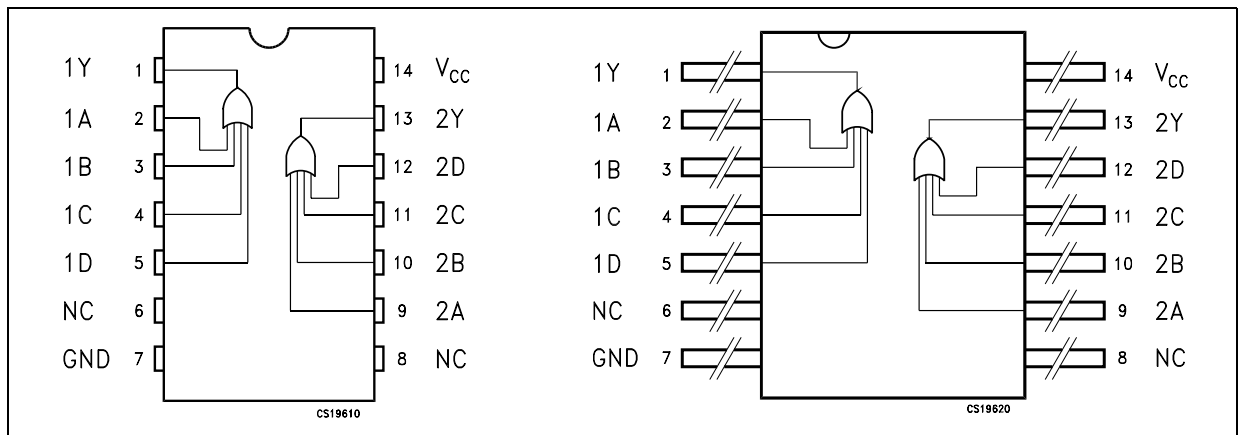 1Y 1 14 VCC
1A 2 13 2Y
1B 3 12 2D
1C 4 11 2C
1D 5 10 2B
NC 6 9 2A
GND 7 8 NC
CS19610
1Y 1 14 VCC
1A 2 13 2Y
1B 3 12 2D
1C 4 11 2C
1D 5 10 2B
NC 6 9 2A
GND 7 8 NC
CS19620